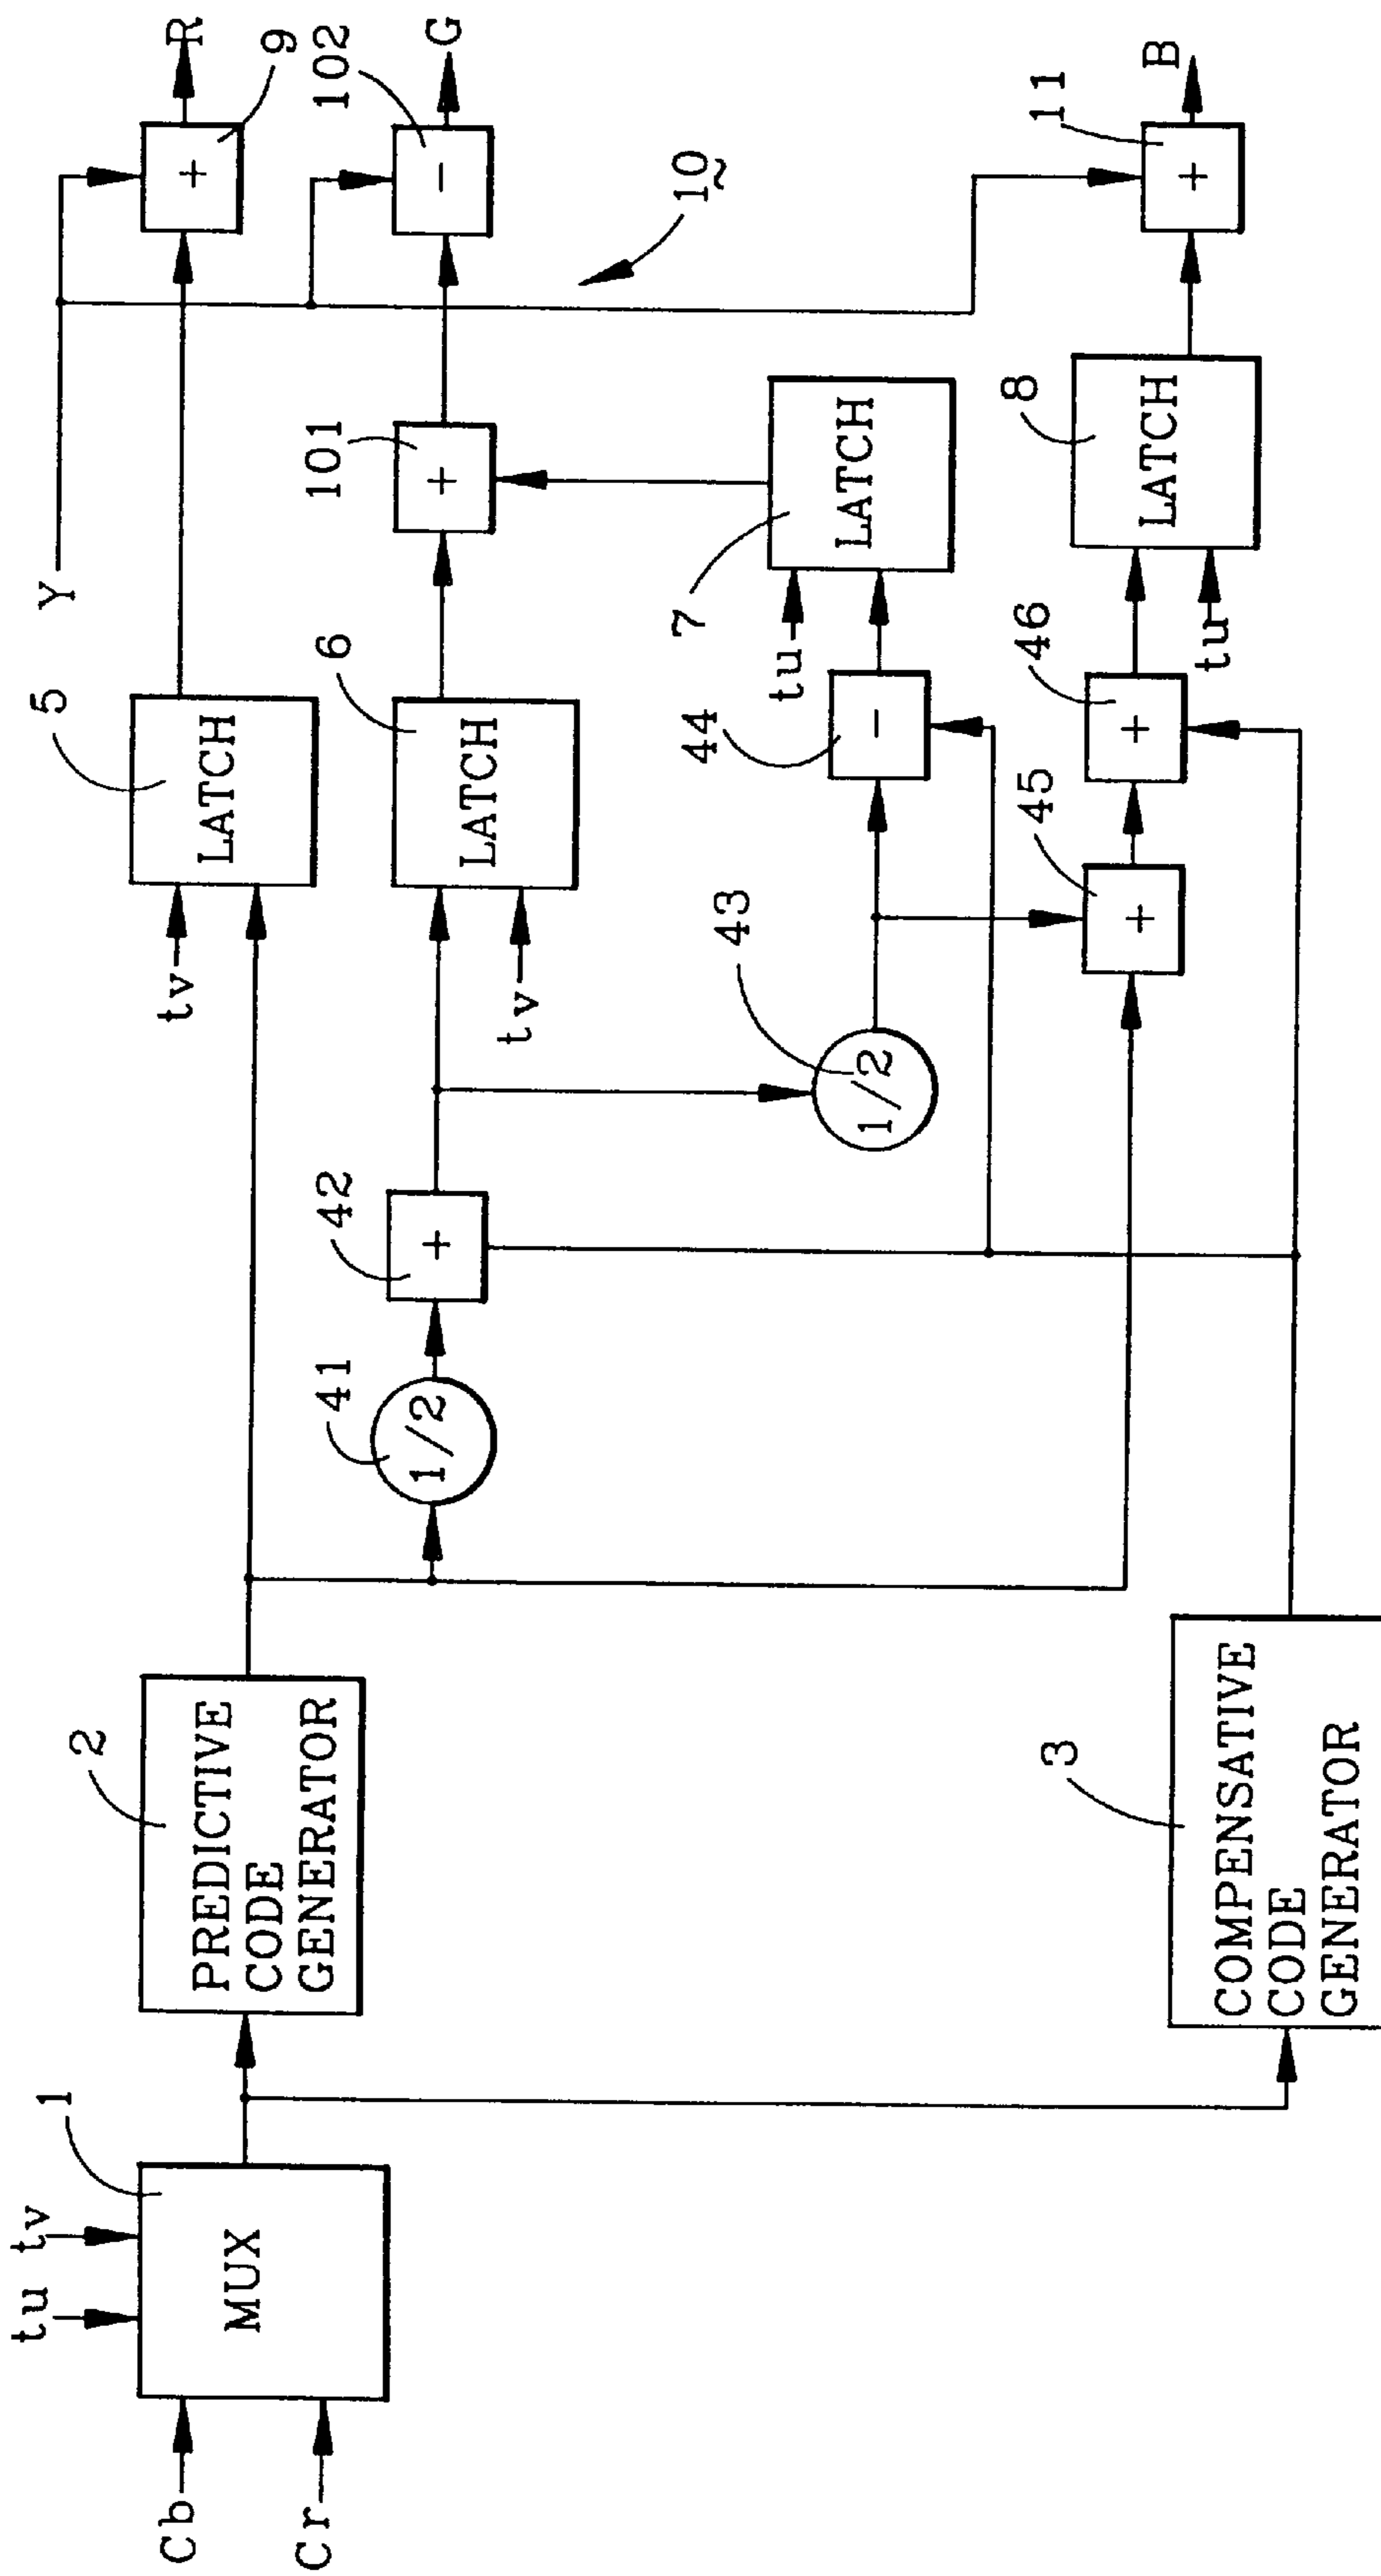 Cb
Cr
tu
tv
1
MUX
2
PREDICTIVE
CODE
GENERATOR
3
COMPENSATIVE
CODE
GENERATOR
41
1/2
42
+
43
1/2
tv
5
LATCH
6
LATCH
tv
44
-
45
+
46
+
tu
7
LATCH
8
LATCH
tu
Y
101
+
10
9
+
R
102
-
G
11
+
B